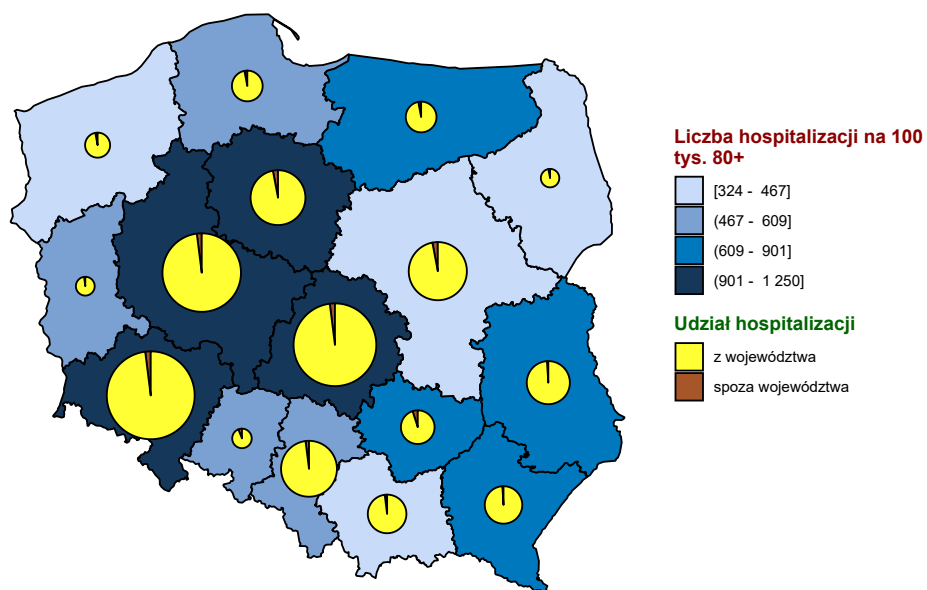 Liczba hospitalizacji na 100
tys. 80+
[324 - 467]
(467 - 609]
(609 - 901]
(901 - 1 250]
Udział hospitalizacji
z województwa
spoza województwa